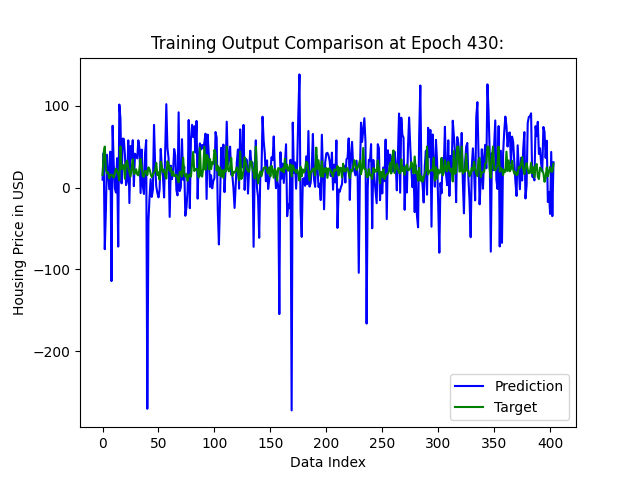 Training Output Comparison at Epoch 430:
Housing Price in USD
100
0
−100
−200
0 50 100 150 200 250 300 350 400
Data Index
Prediction
Target